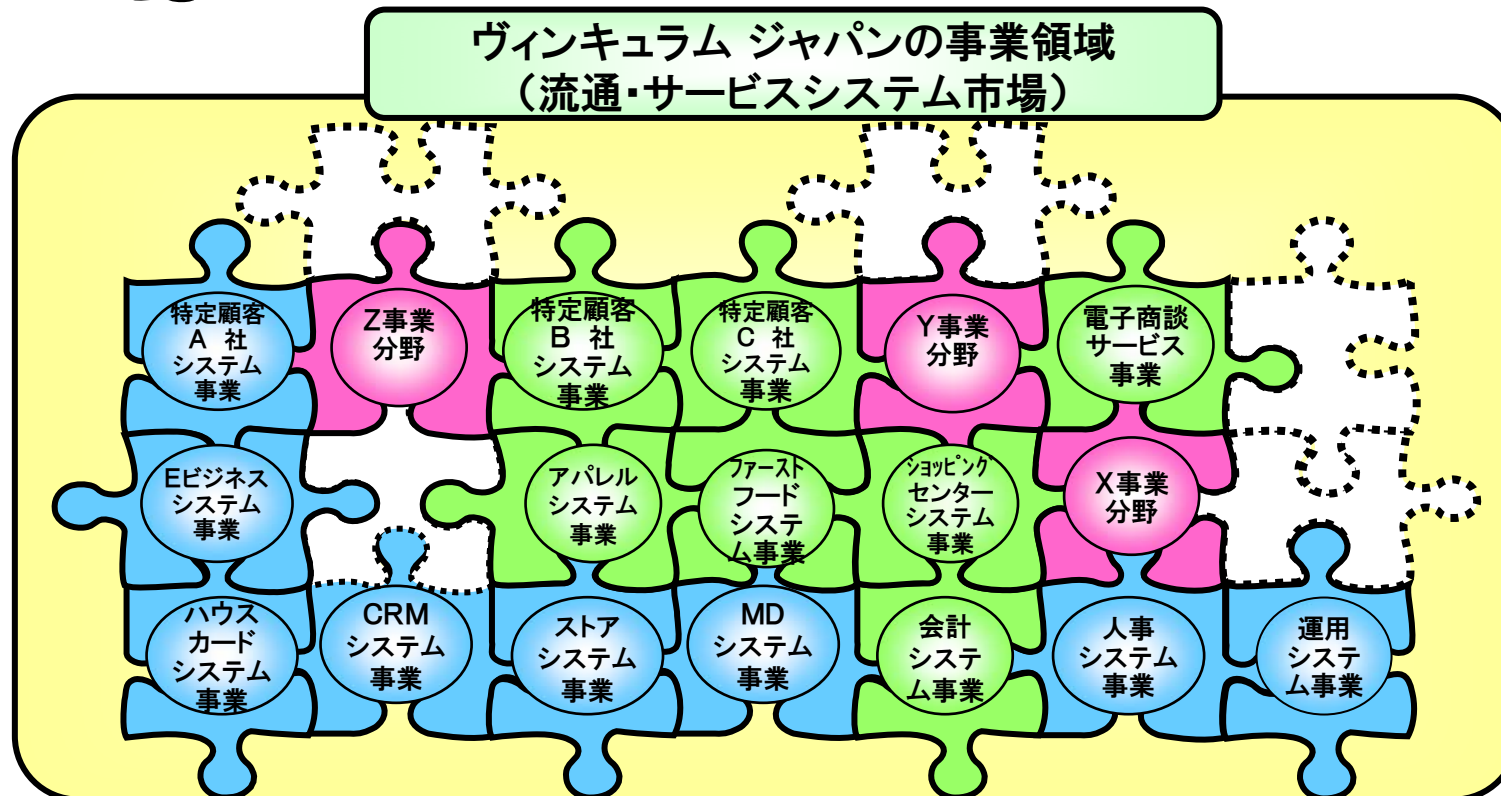 ヴィンキュラム ジャパンの事業領域
（流通・サービスシステム市場）
特定顧客
A 社
システム
事業
Z事業
分野
特定顧客
B 社
システム
事業
特定顧客
C 社
システム
事業
Y事業
分野
電子商談
サービス
事業
Eビジネス
システム
事業
アパレル
システム
事業
ファースト
フード
システ
ム事業
ショッピング
センター
システム
事業
X事業
分野
ハウス
カード
システム
事業
CRM
システム
事業
ストア
システム
事業
MD
システム
事業
会計
システ
ム事業
人事
システム
事業
運用
システ
ム事業